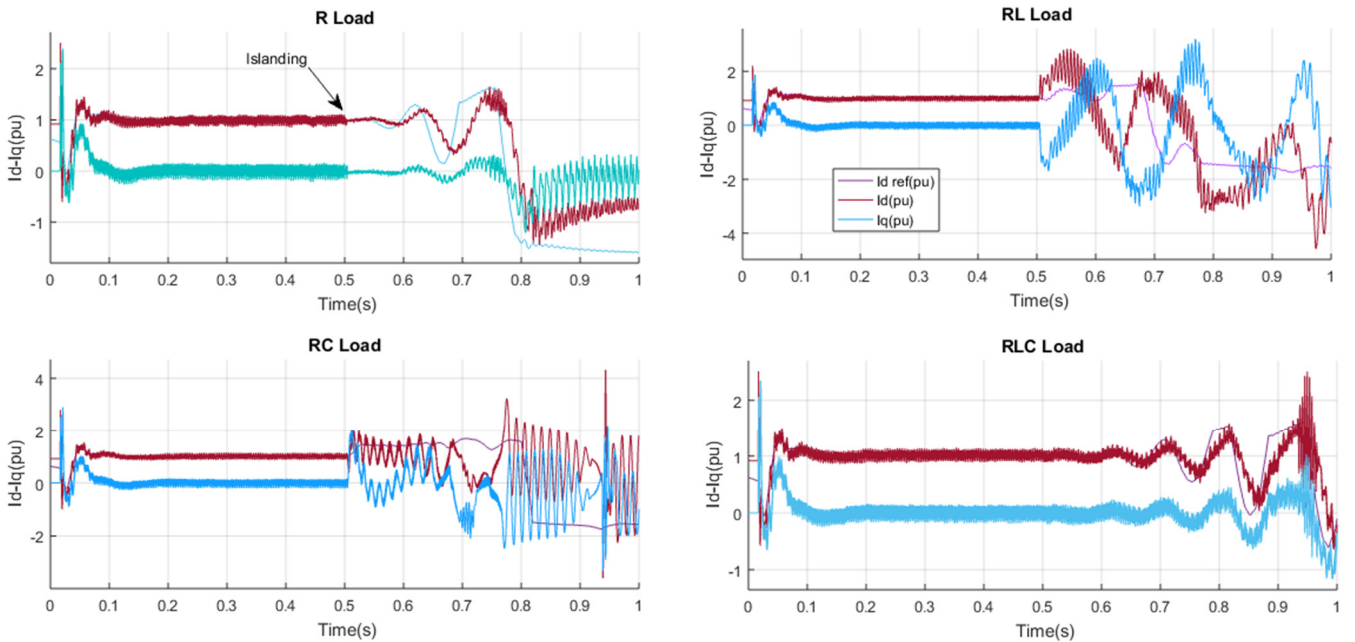 R Load
Islanding
Id-Iq(pu)
2
1
0
-1
0 0.1 0.2 0.3 0.4 0.5 0.6 0.7 0.8 0.9 1
Time(s)
RL Load
Id-Iq(pu)
2
0
-2
-4
Id ref(pu)
Id(pu)
Iq(pu)
0 0.1 0.2 0.3 0.4 0.5 0.6 0.7 0.8 0.9 1
Time(s)
RC Load
Id-Iq(pu)
4
2
0
-2
0 0.1 0.2 0.3 0.4 0.5 0.6 0.7 0.8 0.9 1
Time(s)
RLC Load
Id-Iq(pu)
2
1
0
-1
0 0.1 0.2 0.3 0.4 0.5 0.6 0.7 0.8 0.9 1
Time(s)